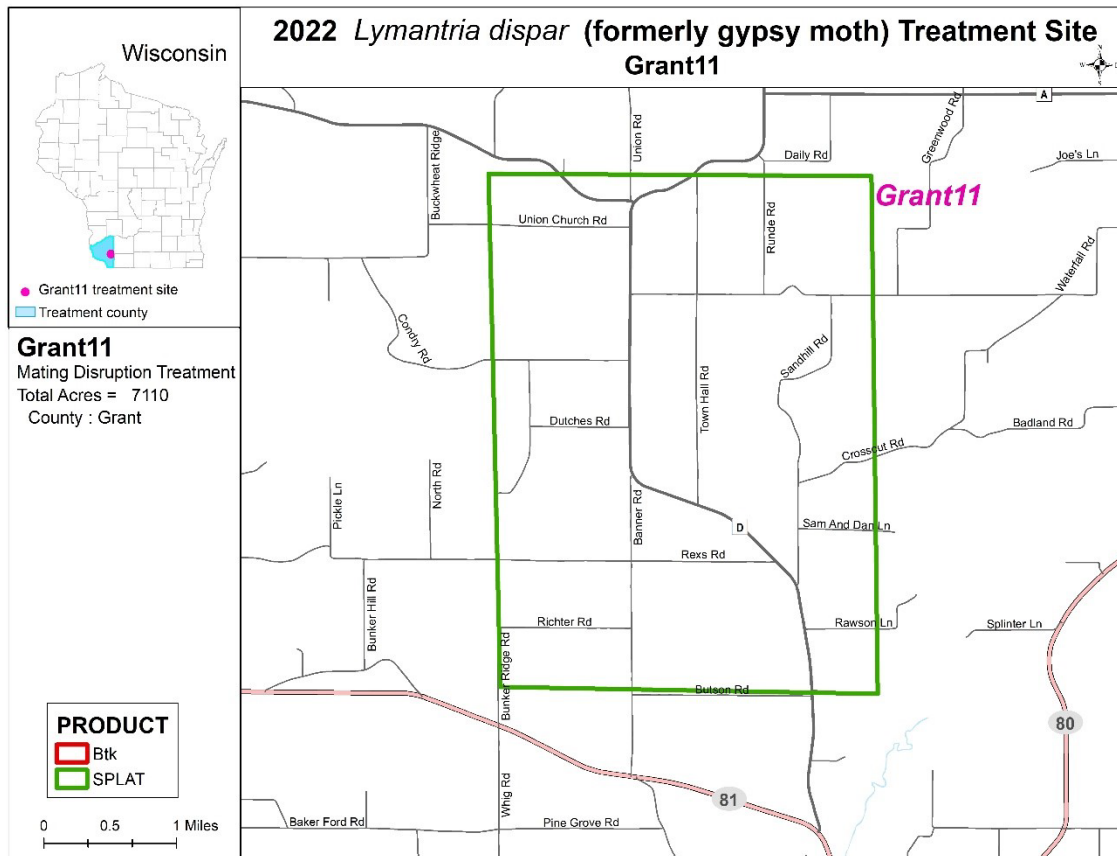 2022 Lymantria dispar (formerly gypsy moth) Treatment Site
Grant11
Wisconsin
Grant11 treatment site
Treatment county
Grant11
Mating Disruption Treatment
Total Acres = 7110
County : Grant
PRODUCT
Btk
SPLAT
0 0.5 1 Miles
A
Buckwheat Ridge
Union Rd
Daily Rd
Greenwood Rd
Joe's Ln
Grant11
Union Church Rd
Runde Rd
Waterfall Rd
Condry Rd
Sandhill Rd
Town Hall Rd
Dutches Rd
Badland Rd
Crosscut Rd
Pickle Ln
North Rd
Banner Rd
D
Sam And Dan Ln
Rexs Rd
Bunker Hill Rd
Richter Rd
Rawson Ln
Splinter Ln
Bunker Ridge Rd
Butson Rd
80
81
Whig Rd
Baker Ford Rd
Pine Grove Rd